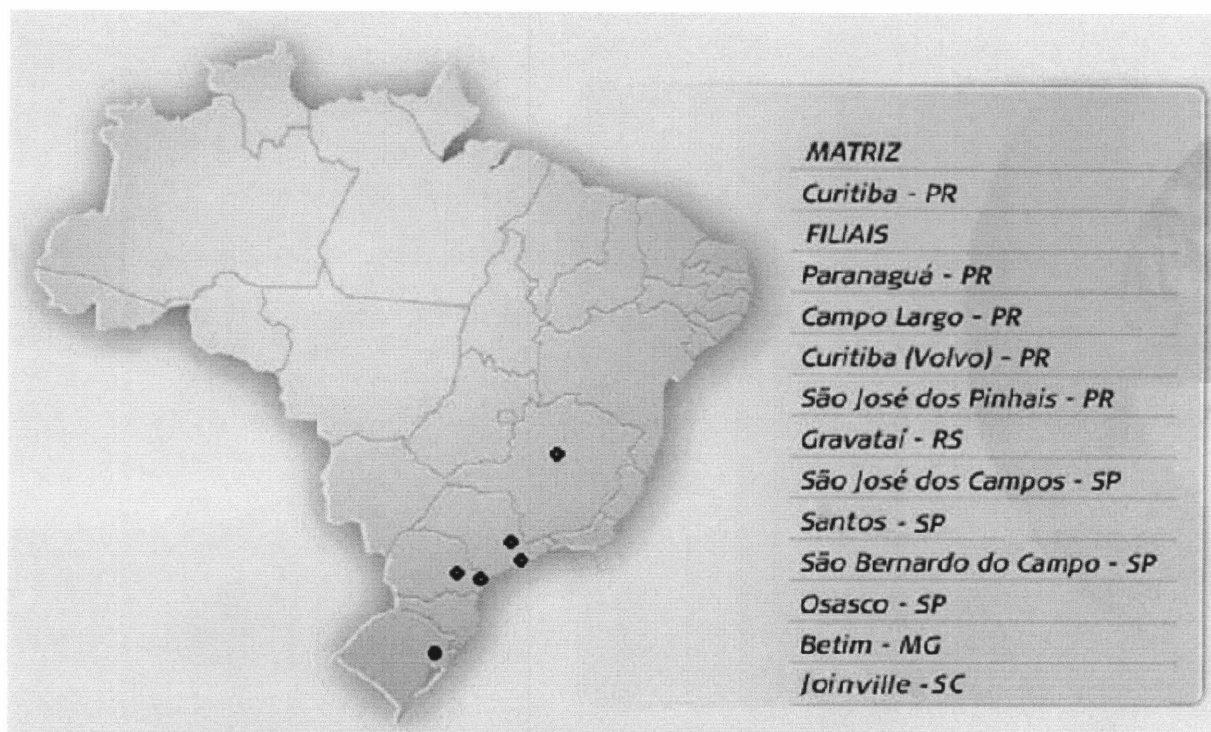 MATRIZ
Curitiba - PR
FILIAIS
Paranaguá - PR
Campo Largo - PR
Curitiba (Volvo) - PR
São José dos Pinhais - PR
Gravataí - RS
São José dos Campos - SP
Santos - SP
São Bernardo do Campo - SP
Osasco - SP
Betim - MG
Joinville -SC